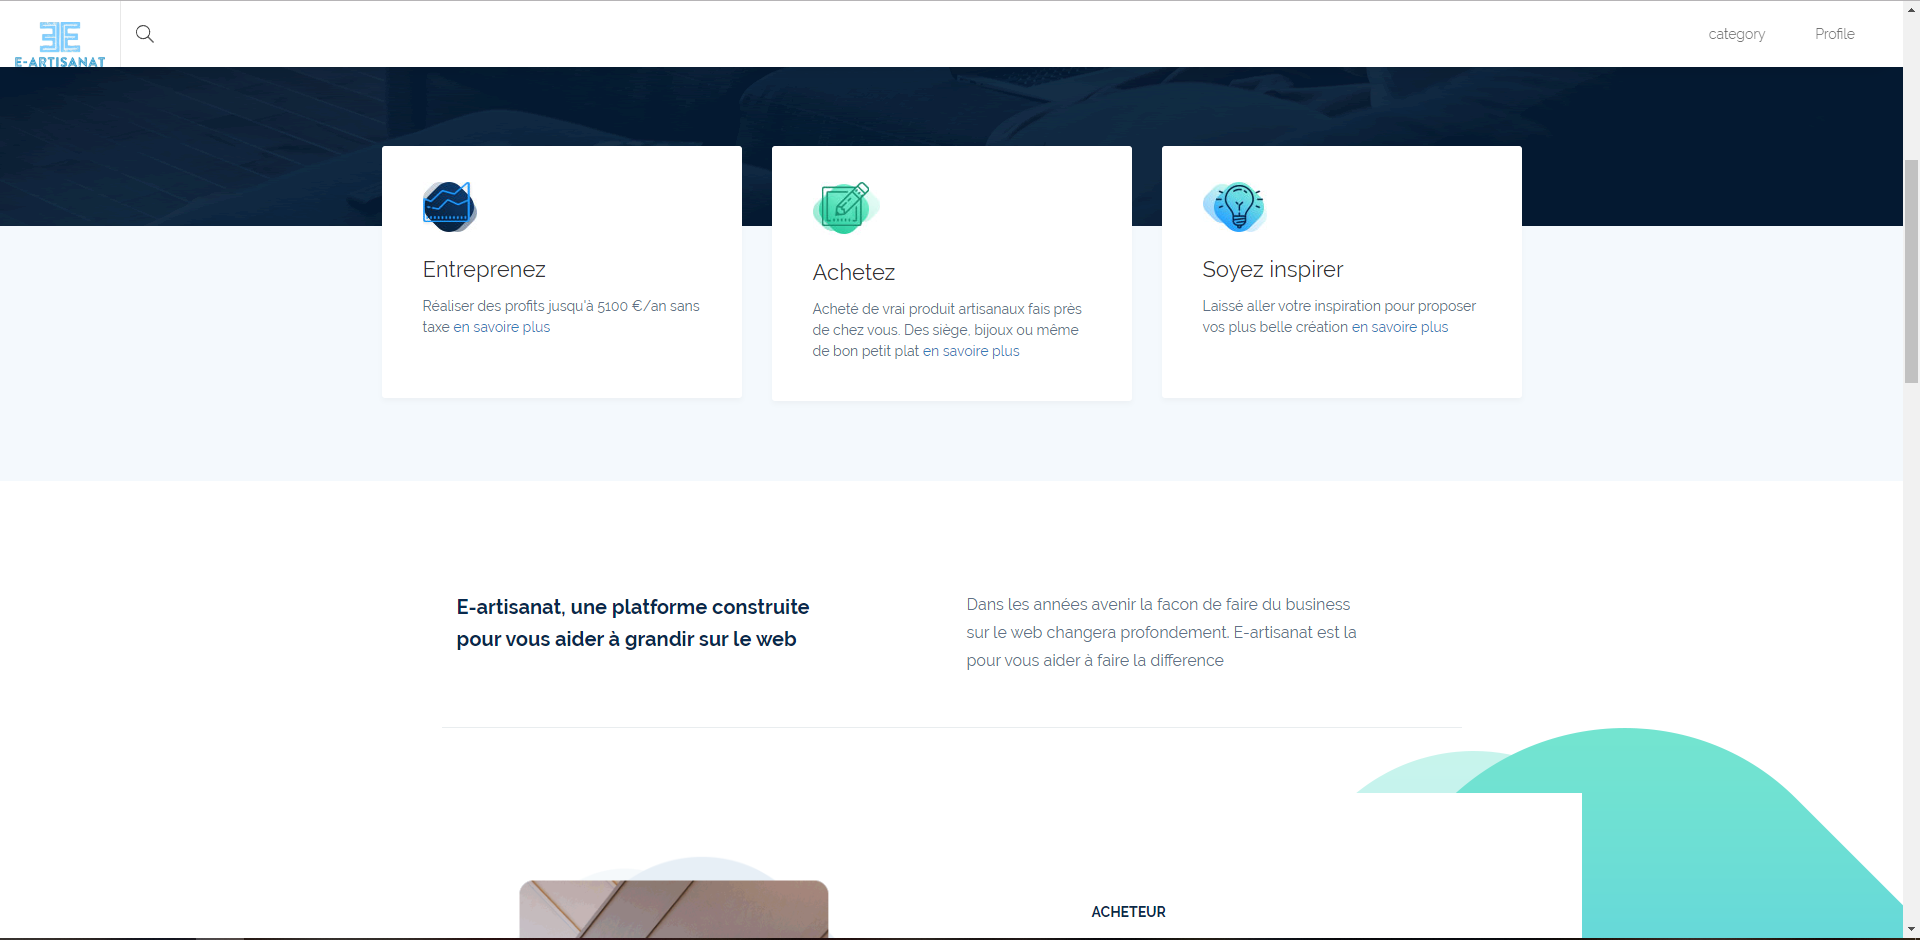 E-ARTISANAT
category
Profile
Entreprenez
Réaliser des profits jusqu'à 5100 €/an sans
taxe en savoire plus
Achetez
Acheté de vrai produit artisanaux fais près
de chez vous. Des siège, bijoux ou même
de bon petit plat en savoire plus
Soyez inspirer
Laissé aller votre inspiration pour proposer
vos plus belle création en savoire plus
E-artisanat, une platforme construite
pour vous aider à grandir sur le web
Dans les années avenir la facon de faire du business
sur le web changera profondement. E-artisanat est la
pour vous aider à faire la difference
ACHETEUR